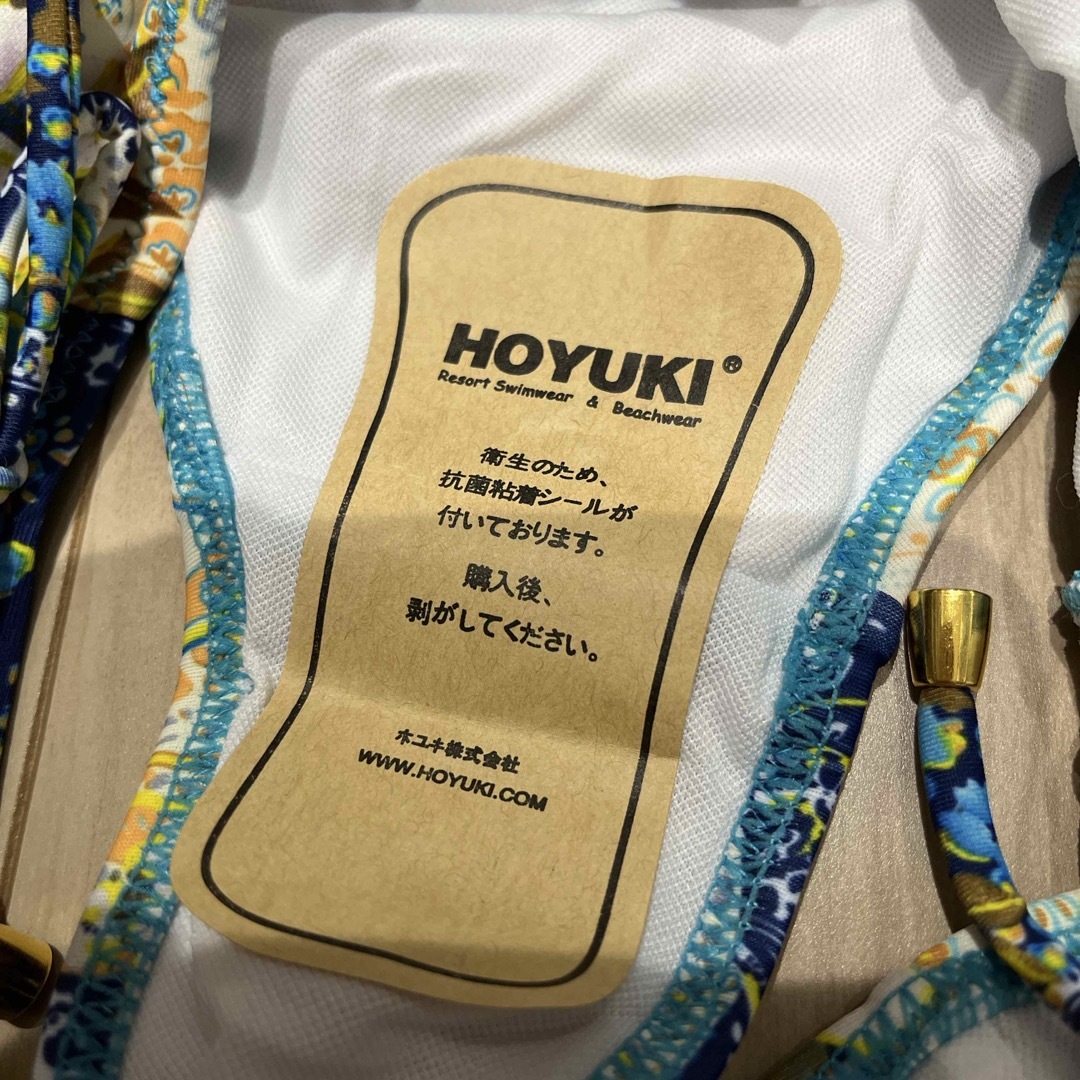 HOYUKI®
Resort Swimwear & Beachwear
衛生のため、
抗菌粘着シールが
付いております。
購入後、
剥がしてください。
ホユキ株式会社
WWW.HOYUKI.COM